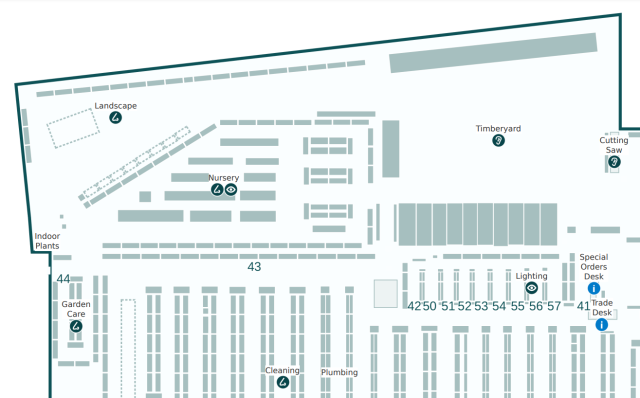 Landscape
Timberyard
Cutting
Saw
Nursery
Indoor
Plants
43
Special
Orders
Desk
44
Lighting
42 50 51 52 53 54 55 56 57 41
Trade
Desk
Garden
Care
Cleaning
Plumbing